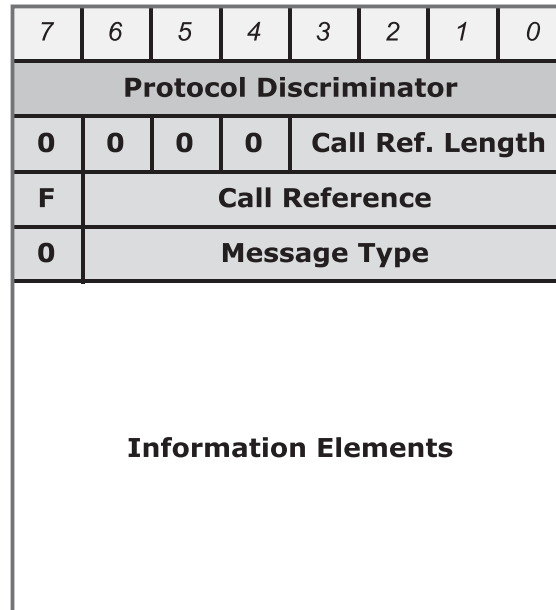 7 6 5 4 3 2 1 0
Protocol Discriminator
0 0 0 0 Call Ref. Length
F Call Reference
0 Message Type
Information Elements